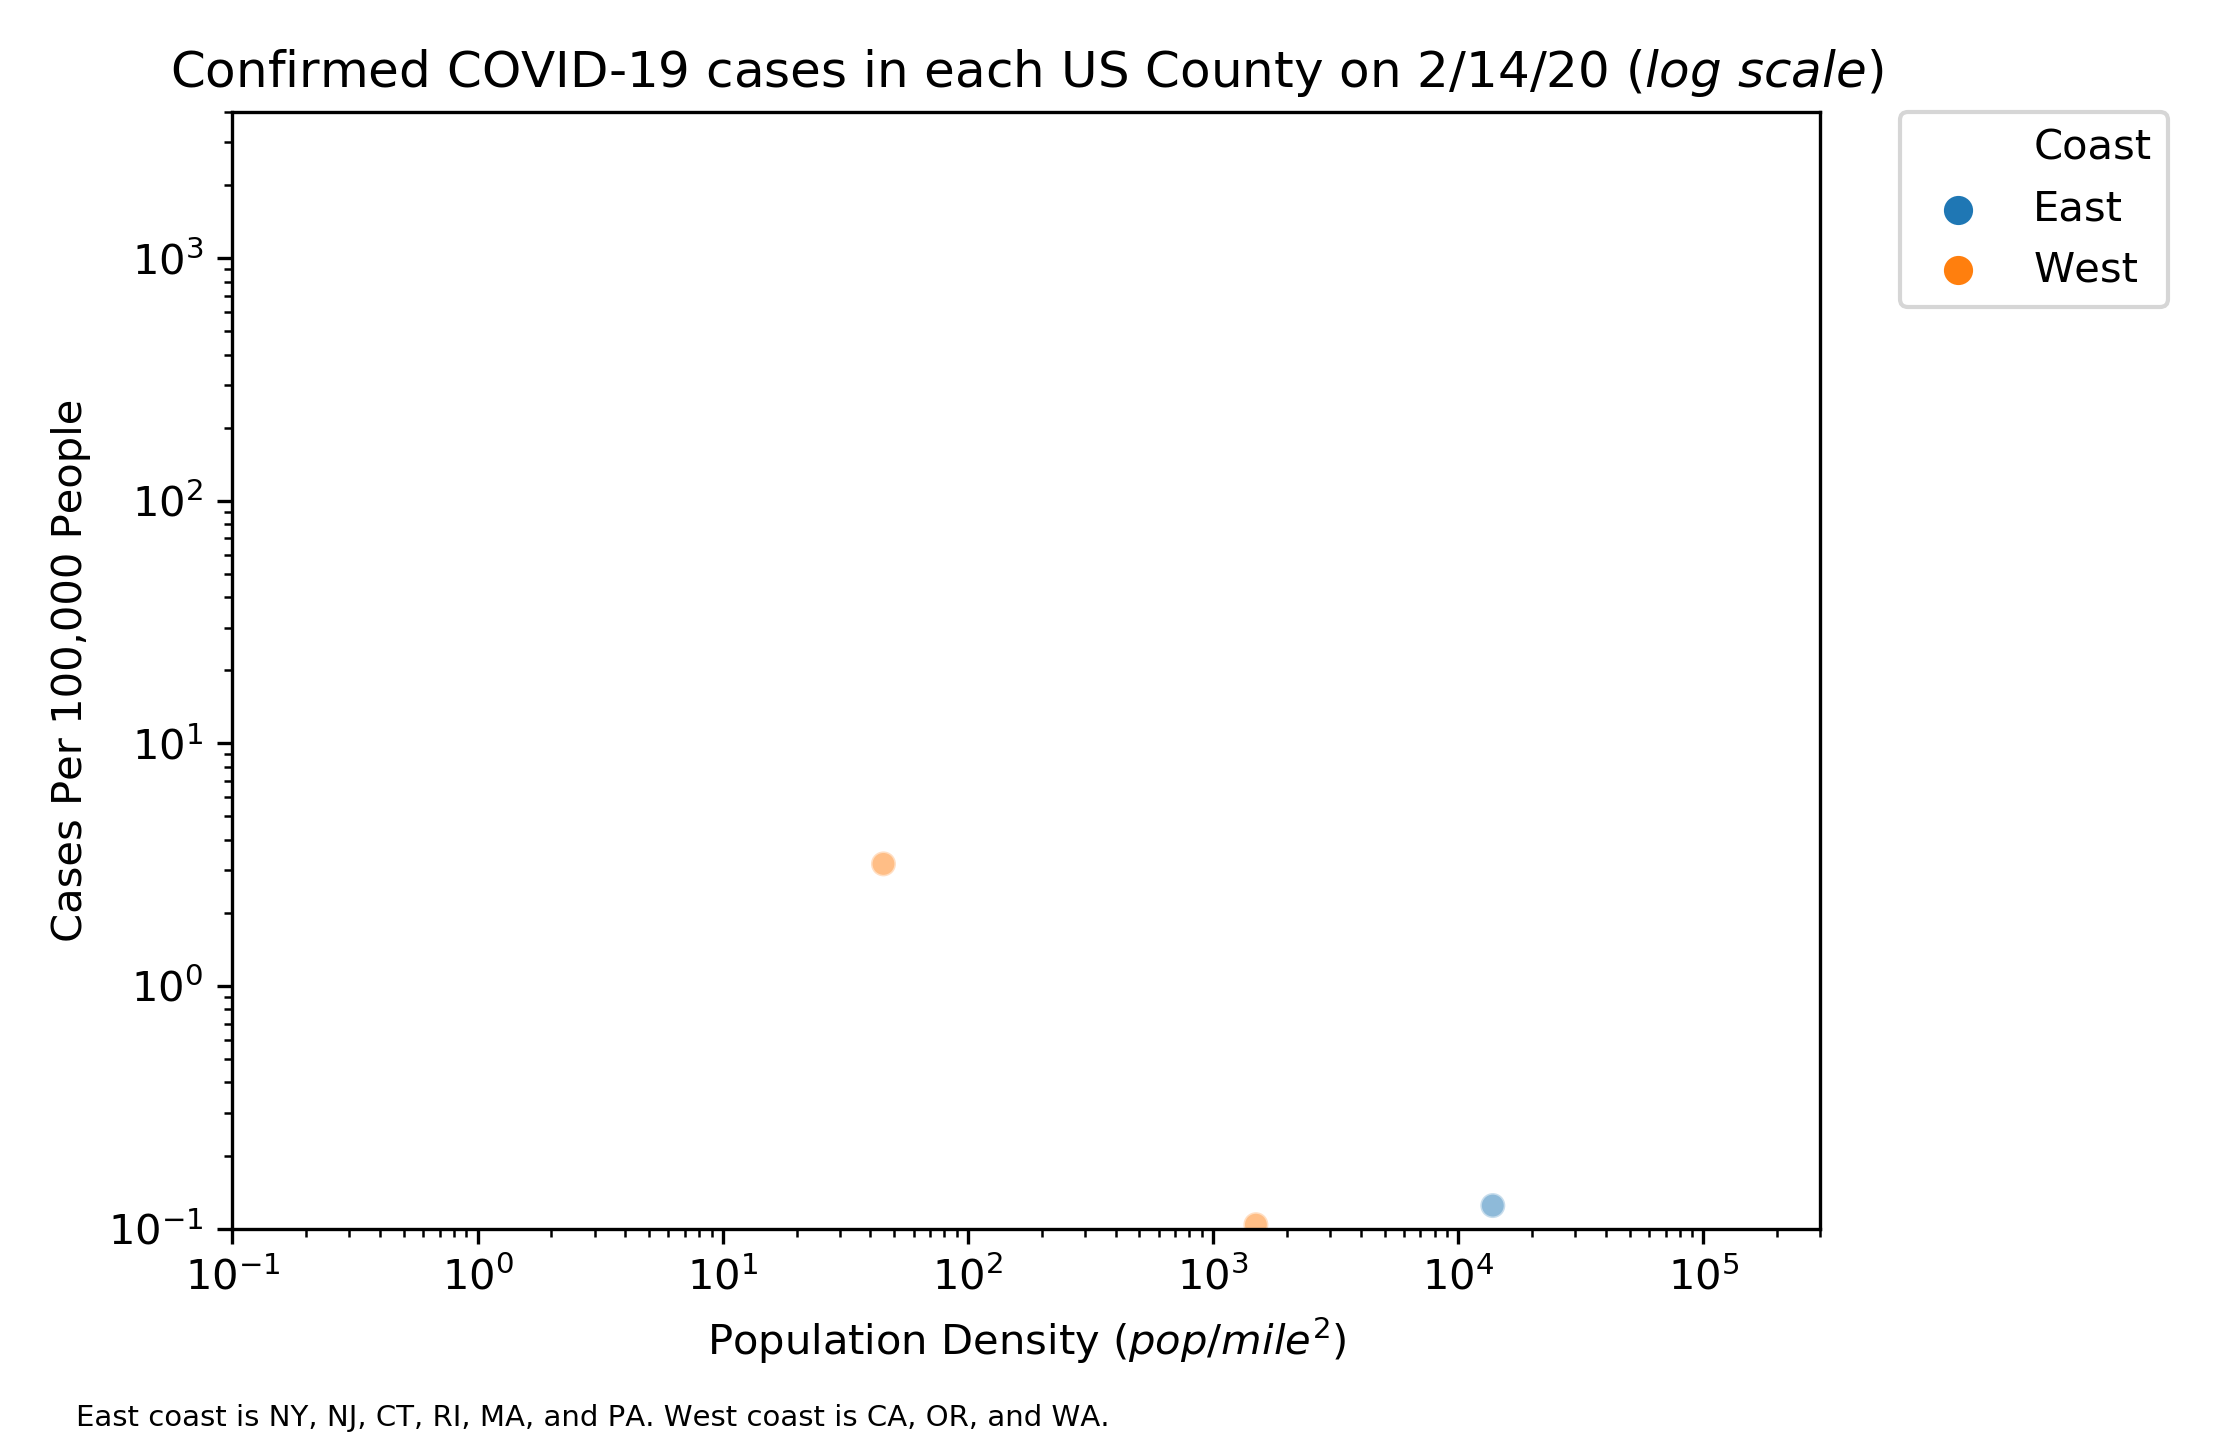 Confirmed COVID-19 cases in each US County on 2/14/20 (log scale)
Coast
East
West
Cases Per 100,000 People
10³
10²
10¹
10⁰
10⁻¹
10⁻¹ 10⁰ 10¹ 10² 10³ 10⁴ 10⁵
Population Density (pop/mile²)
East coast is NY, NJ, CT, RI, MA, and PA. West coast is CA, OR, and WA.